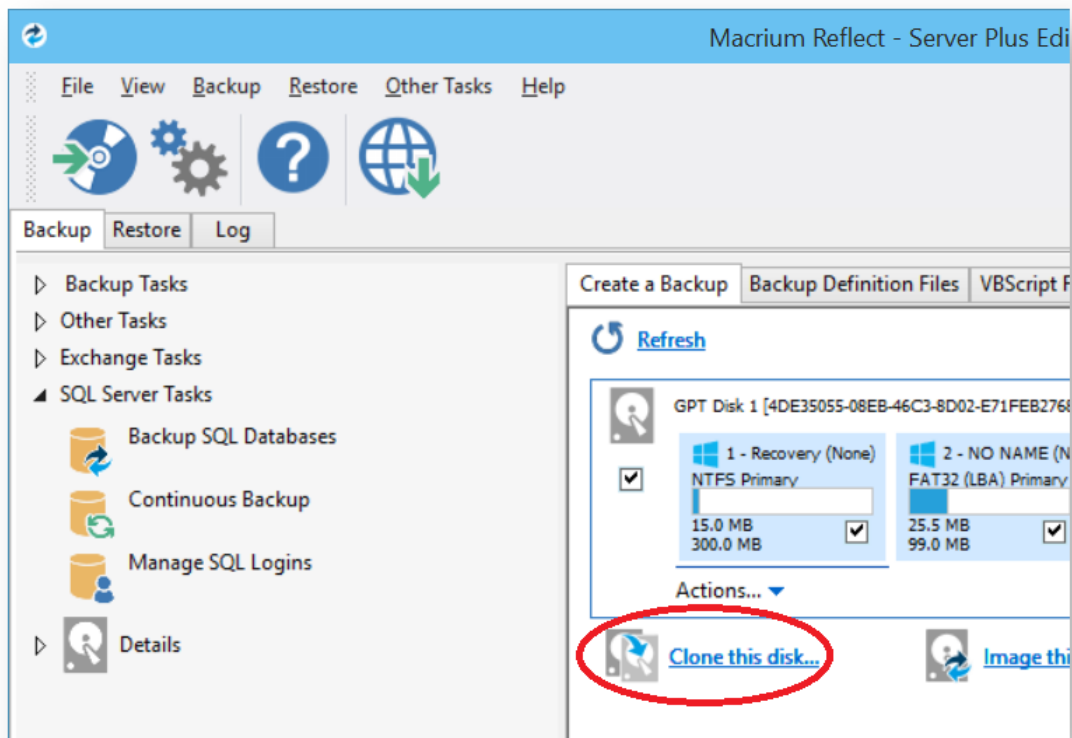 Macrium Reflect - Server Plus Edi
File View Backup Restore Other Tasks Help
Backup Restore Log
Backup Tasks
Other Tasks
Exchange Tasks
SQL Server Tasks
Backup SQL Databases
Continuous Backup
Manage SQL Logins
Details
Create a Backup Backup Definition Files VBScript F
Refresh
GPT Disk 1 [4DE35055-08EB-46C3-8D02-E71FEB2768
1 - Recovery (None)
NTFS Primary
15.0 MB
300.0 MB
2 - NO NAME (N
FAT32 (LBA) Primary
25.5 MB
99.0 MB
Actions...
Clone this disk...
Image thi